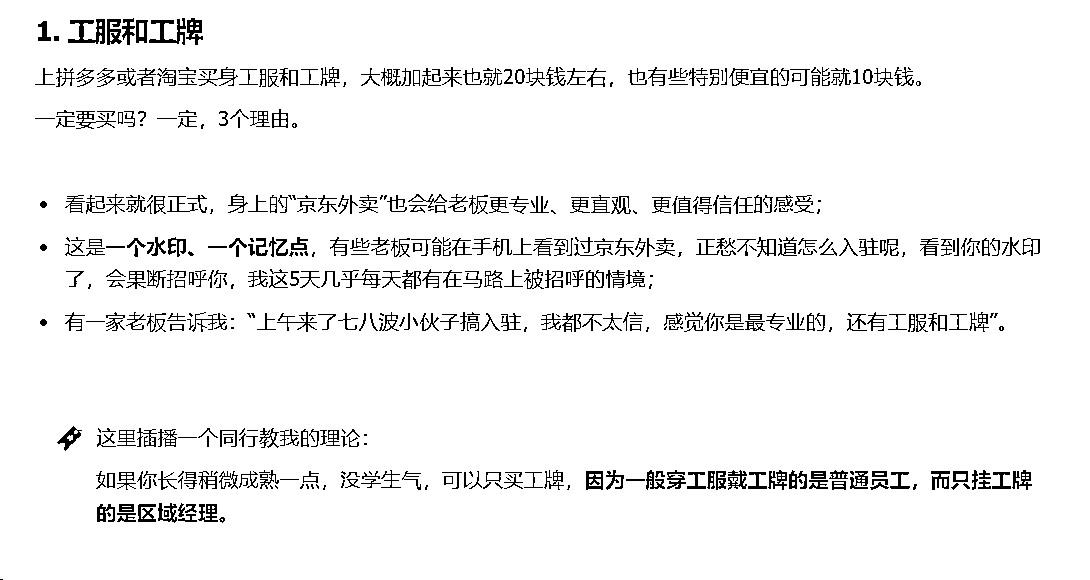 1. 工服和工牌
上拼多多或者淘宝买身工服和工牌，大概加起来也就20块钱左右，也有些特别便宜的可能就10块钱。
一定要买吗？一定，3个理由。
• 看起来就很正式，身上的“京东外卖”也会给老板更专业、更直观、更值得信任的感受；
• 这是一个水印、一个记忆点，有些老板可能在手机上看到过京东外卖，正愁不知道怎么入驻呢，看到你的水印
了，会果断招呼你，我这5天几乎每天都有在马路上被招呼的情境；
• 有一家老板告诉我：“上午来了七八波小伙子搞入驻，我都不太信，感觉你是最专业的，还有工服和工牌”。
这里插播一个同行教我的理论：
如果你长得稍微成熟一点，没学生气，可以只买工牌，因为一般穿工服戴工牌的是普通员工，而只挂工牌
的是区域经理。